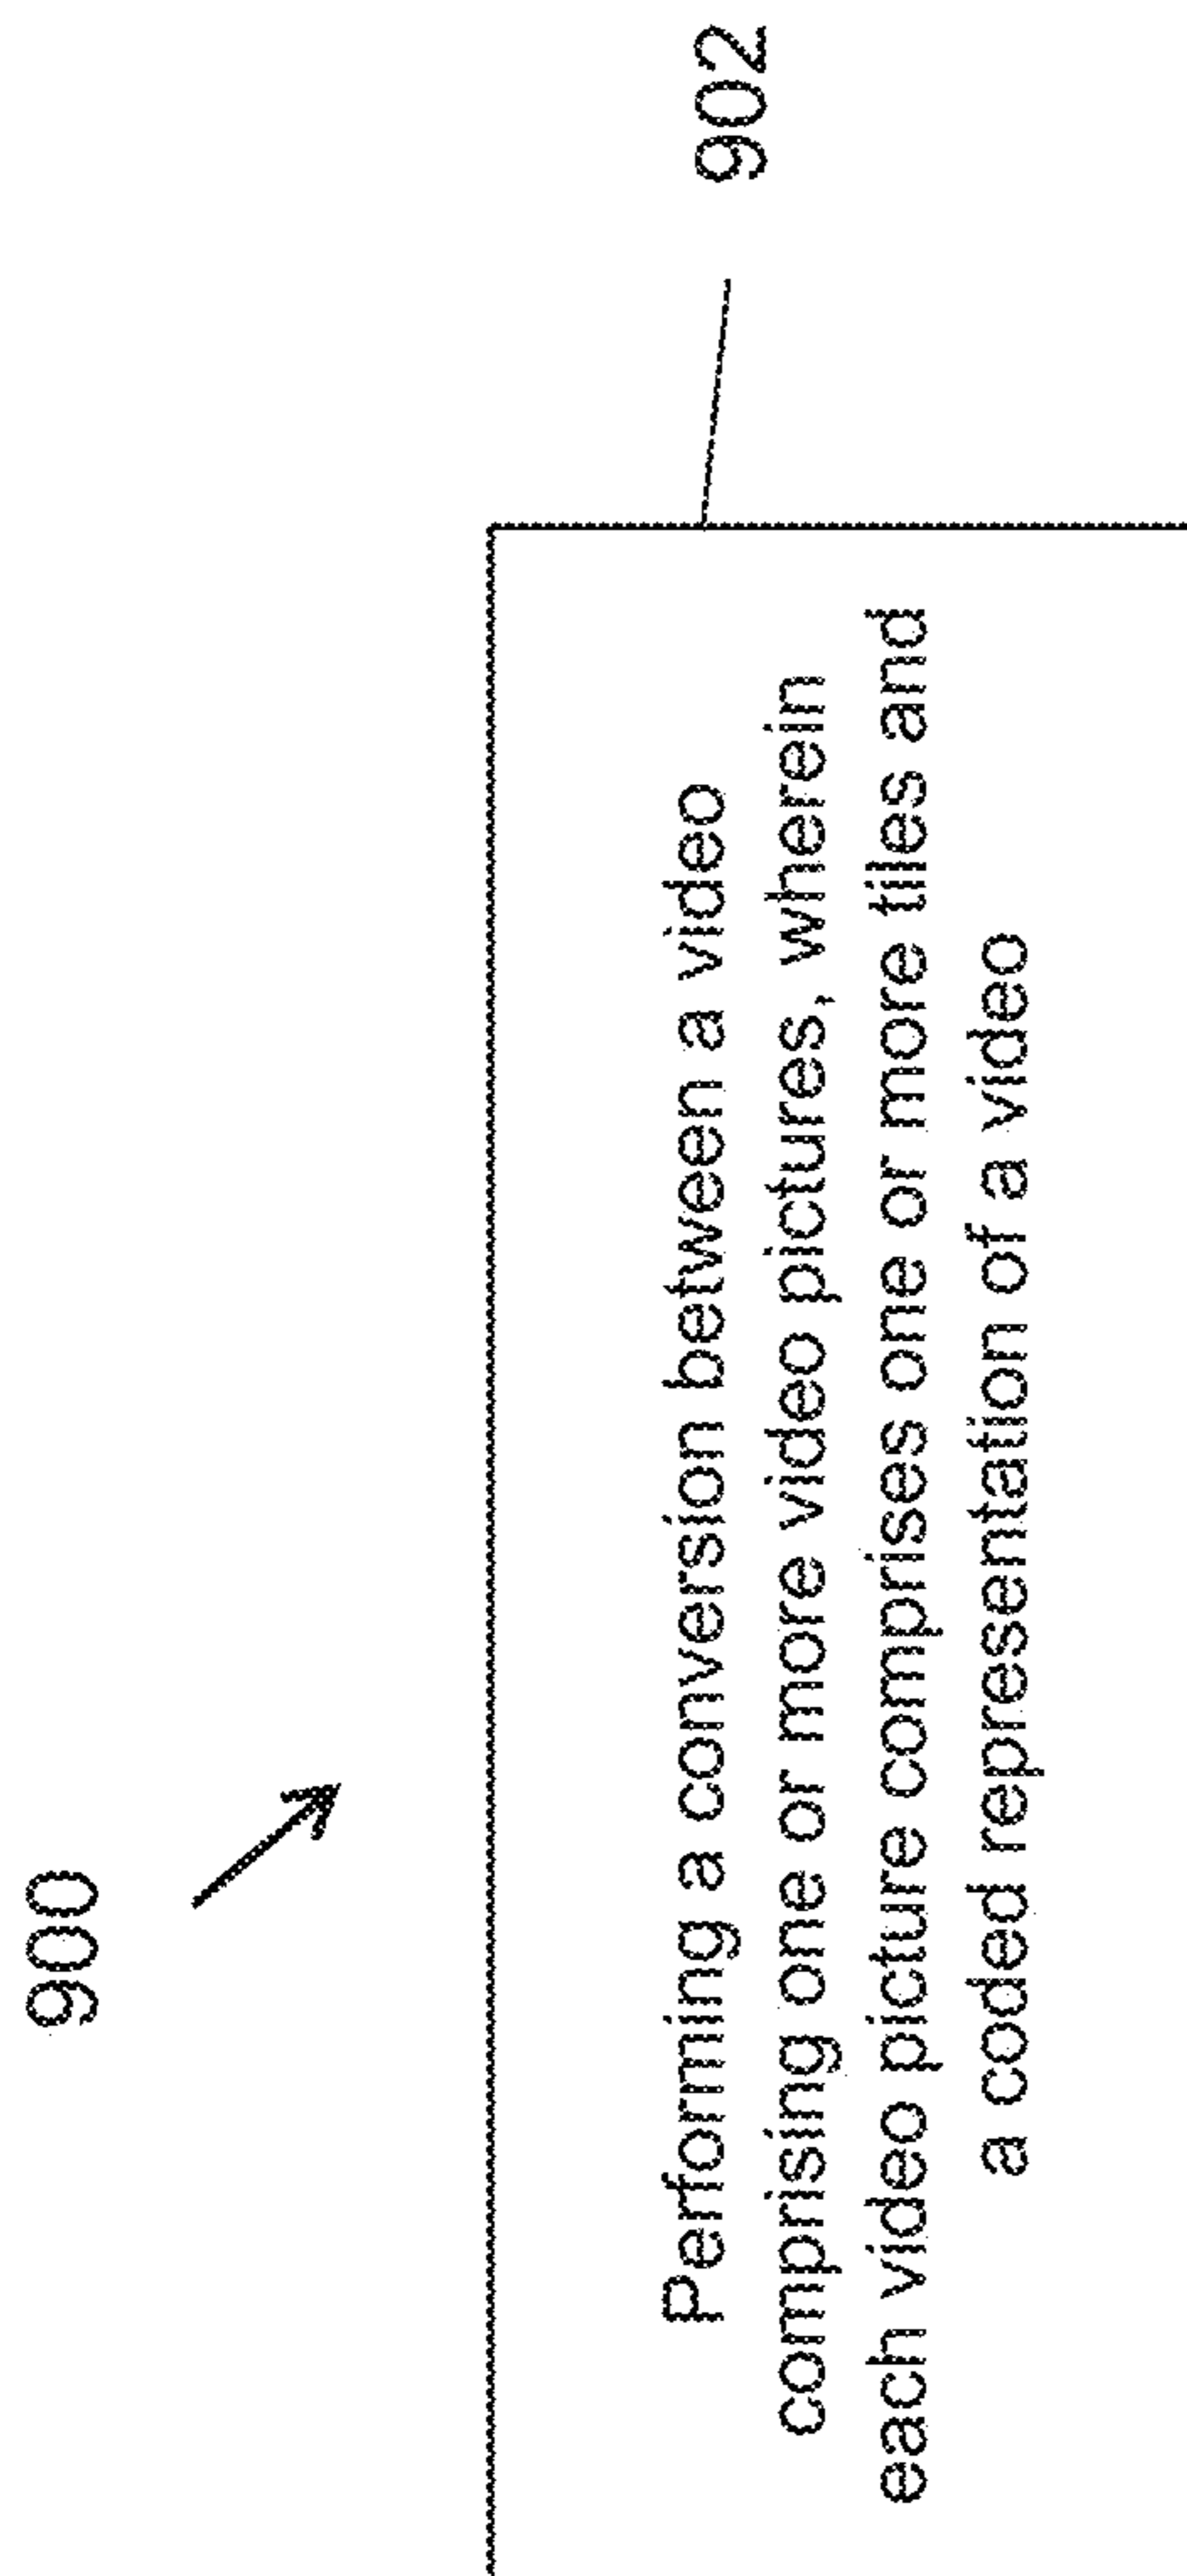 900
902
Performing a conversion between a video
comprising one or more video pictures, wherein
each video picture comprises one or more tiles and
a coded representation of a video